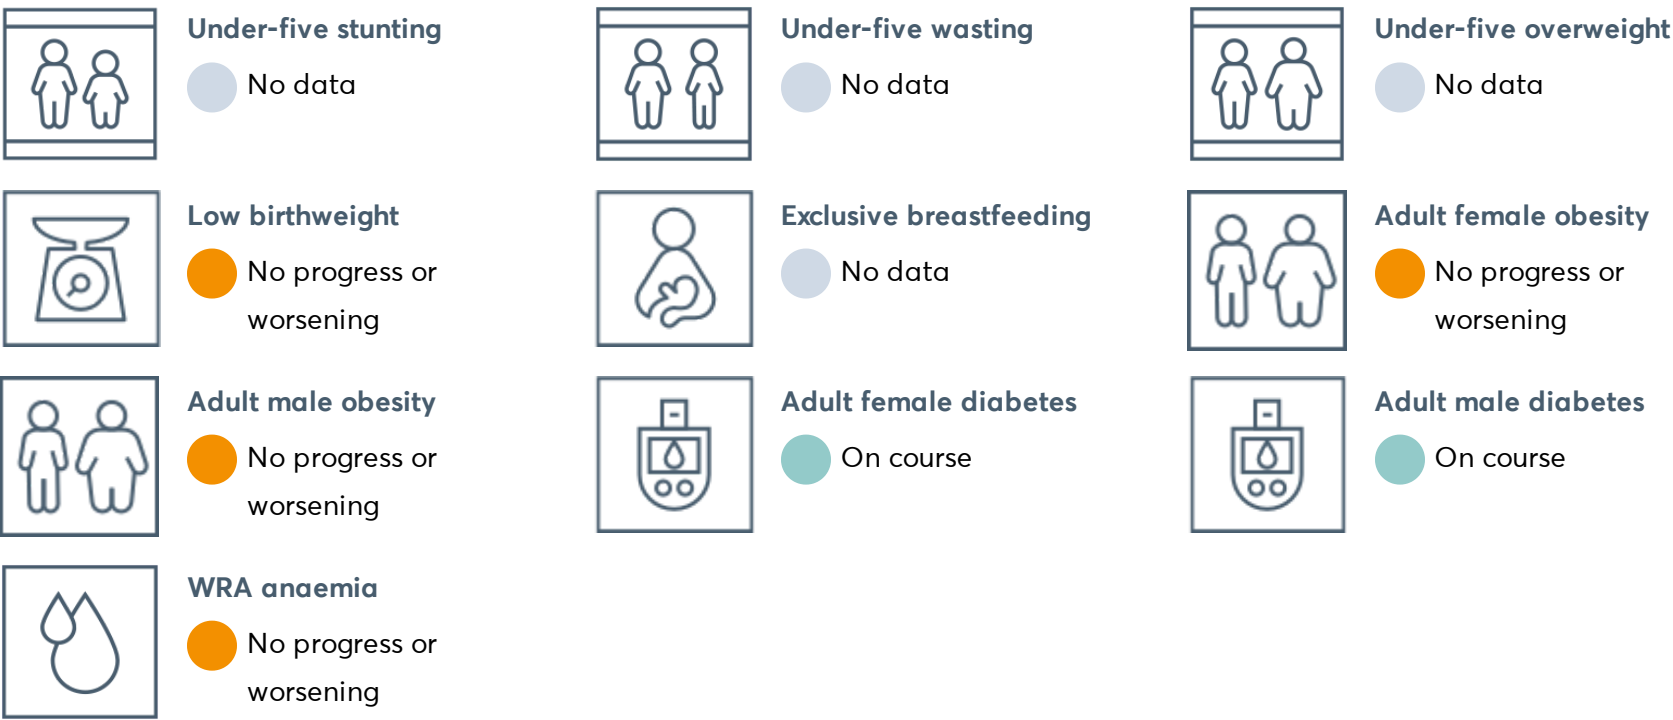 Under-five stunting
No data
Under-five wasting
No data
Under-five overweight
No data
Low birthweight
No progress or
worsening
Exclusive breastfeeding
No data
Adult female obesity
No progress or
worsening
Adult male obesity
No progress or
worsening
Adult female diabetes
On course
Adult male diabetes
On course
WRA anaemia
No progress or
worsening